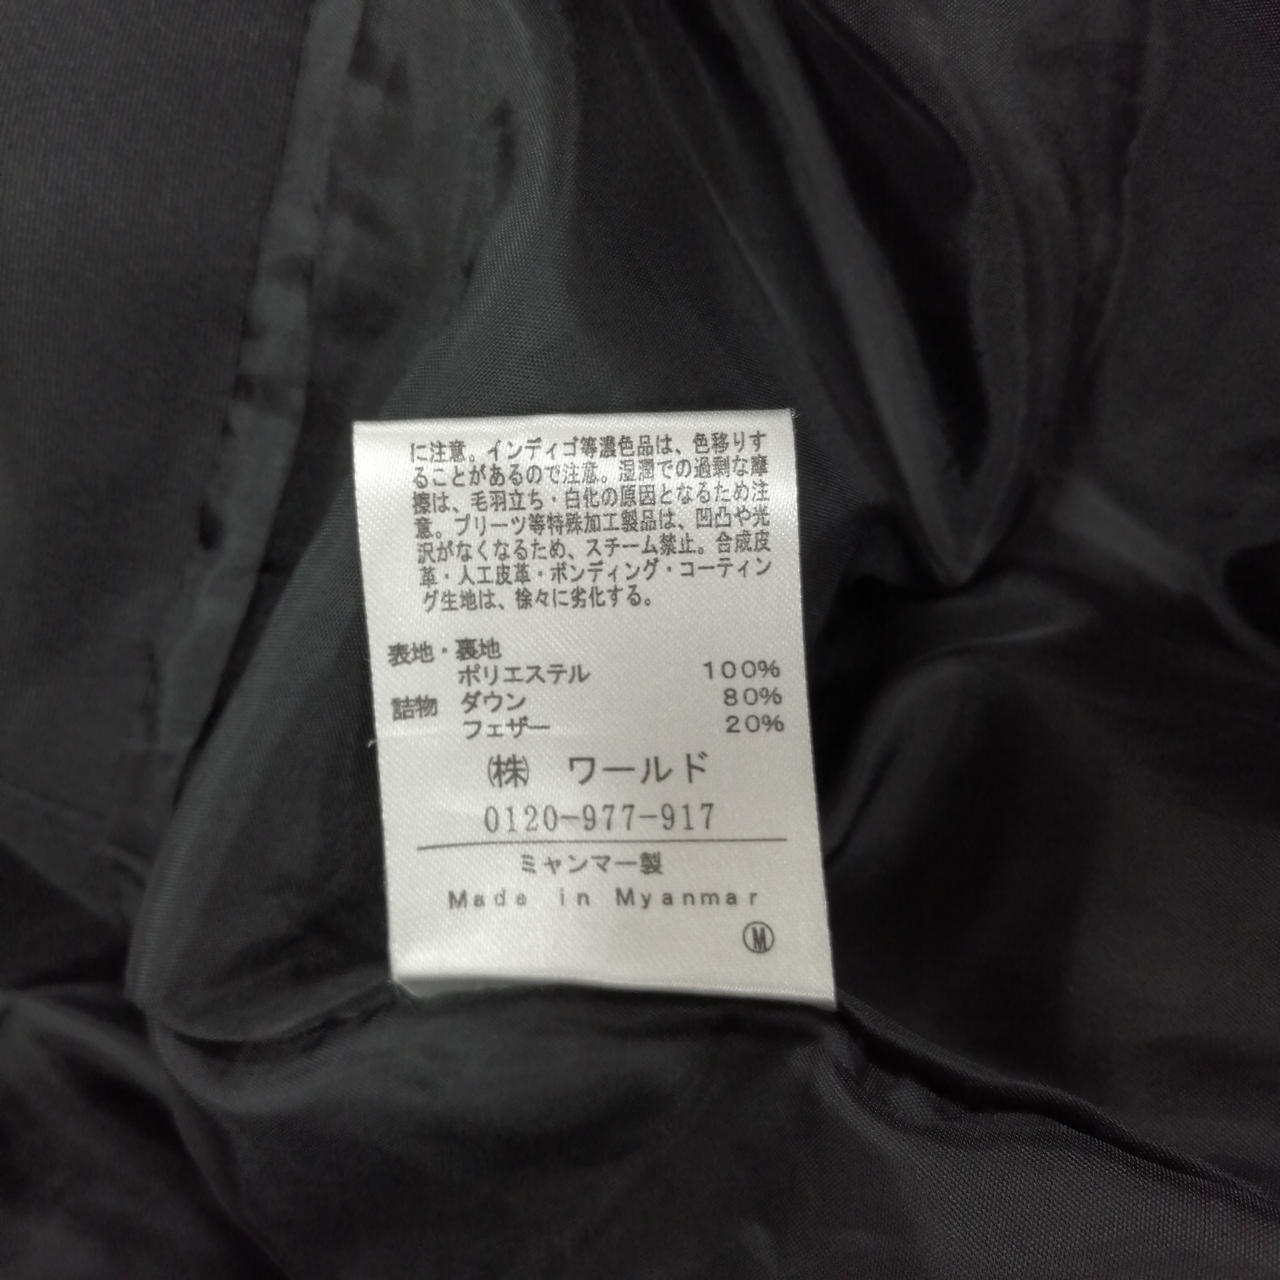 に注意。インディゴ等濃色品は、色移りす
ることがあるので注意。湿潤での過剰な摩
擦は、毛羽立ち・白化の原因となるため注
意。プリーツ等特殊加工製品は、凹凸や光
沢がなくなるため、スチーム禁止。合成皮
革・人工皮革・ボンディング・コーティン
グ生地は、徐々に劣化する。
表地・裏地
ポリエステル 100%
詰物 ダウン 80%
フェザー 20%
㈱ ワールド
0120-977-917
ミャンマー製
Made in Myanmar
Ⓜ